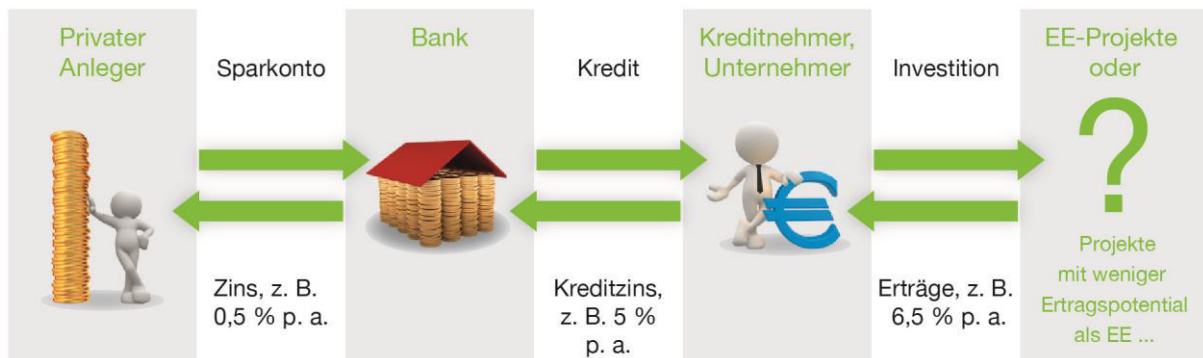 Privater
Anleger
Sparkonto
Zins, z. B.
0,5 % p. a.
Bank
Kredit
Kreditzins,
z. B. 5 %
p. a.
Kreditnehmer,
Unternehmer
Investition
Erträge, z. B.
6,5 % p. a.
EE-Projekte
oder
?
Projekte
mit weniger
Ertragspotential
als EE ...